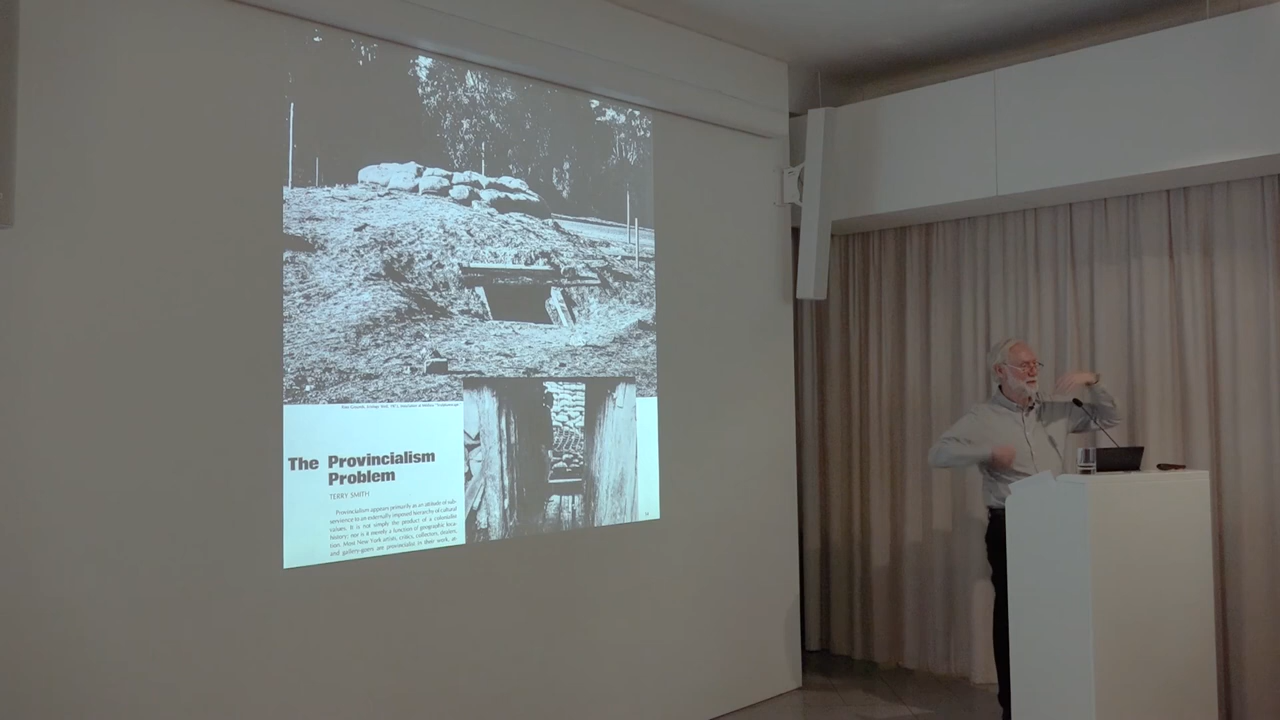 The Provincialism
Problem
TERRY SMITH
Provincialism appears primarily as an attitude of sub-
servience to an externally imposed hierarchy of cultural
values. It is not simply the product of a colonialist
history; nor is it merely a function of geographic loca-
tion. Most New York artists, critics, collectors, dealers,
and gallery-goers are provincialist in their work, at-